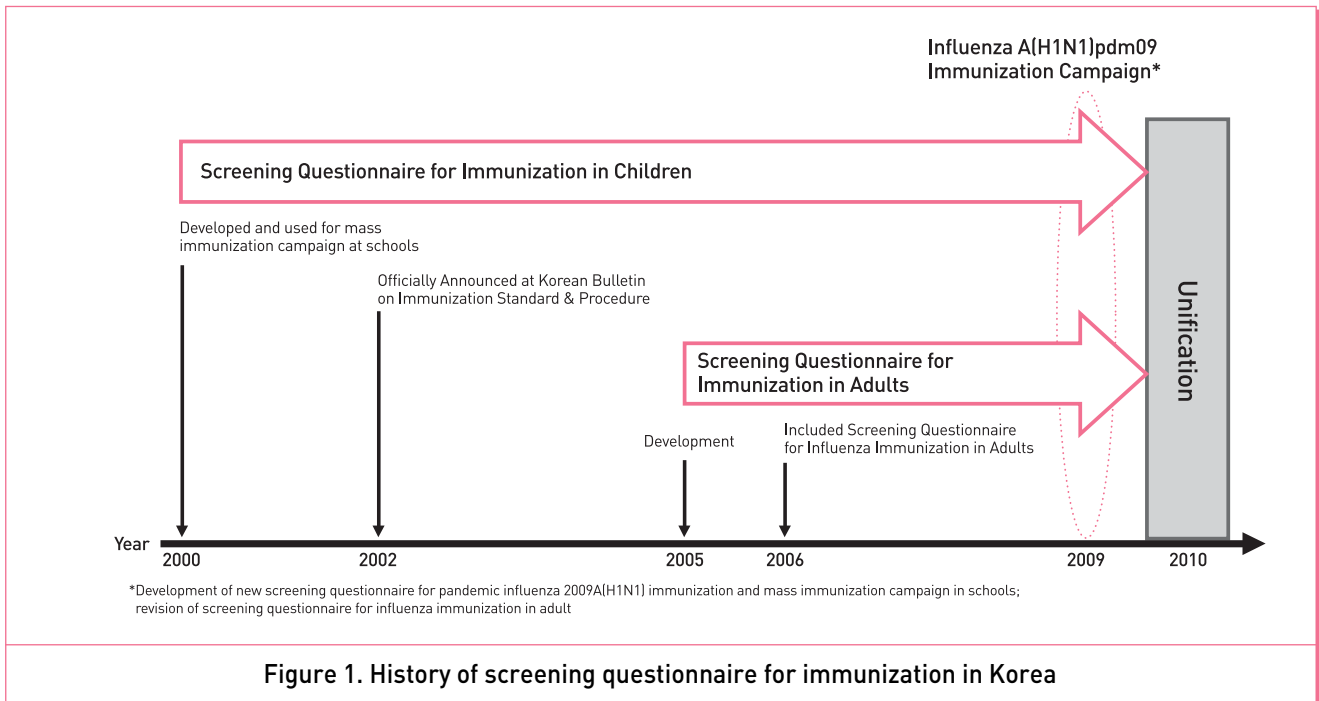 Influenza A(H1N1)pdm09
Immunization Campaign*
Screening Questionnaire for Immunization in Children
Developed and used for mass
immunization campaign at schools
Officially Announced at Korean Bulletin
on Immunization Standard & Procedure
Screening Questionnaire for
Immunization in Adults
Development
Included Screening Questionnaire
for Influenza Immunization in Adults
Unification
Year
2000
2002
2005
2006
2009
2010
*Development of new screening questionnaire for pandemic influenza 2009A(H1N1) immunization and mass immunization campaign in schools;
revision of screening questionnaire for influenza immunization in adult
Figure 1. History of screening questionnaire for immunization in Korea